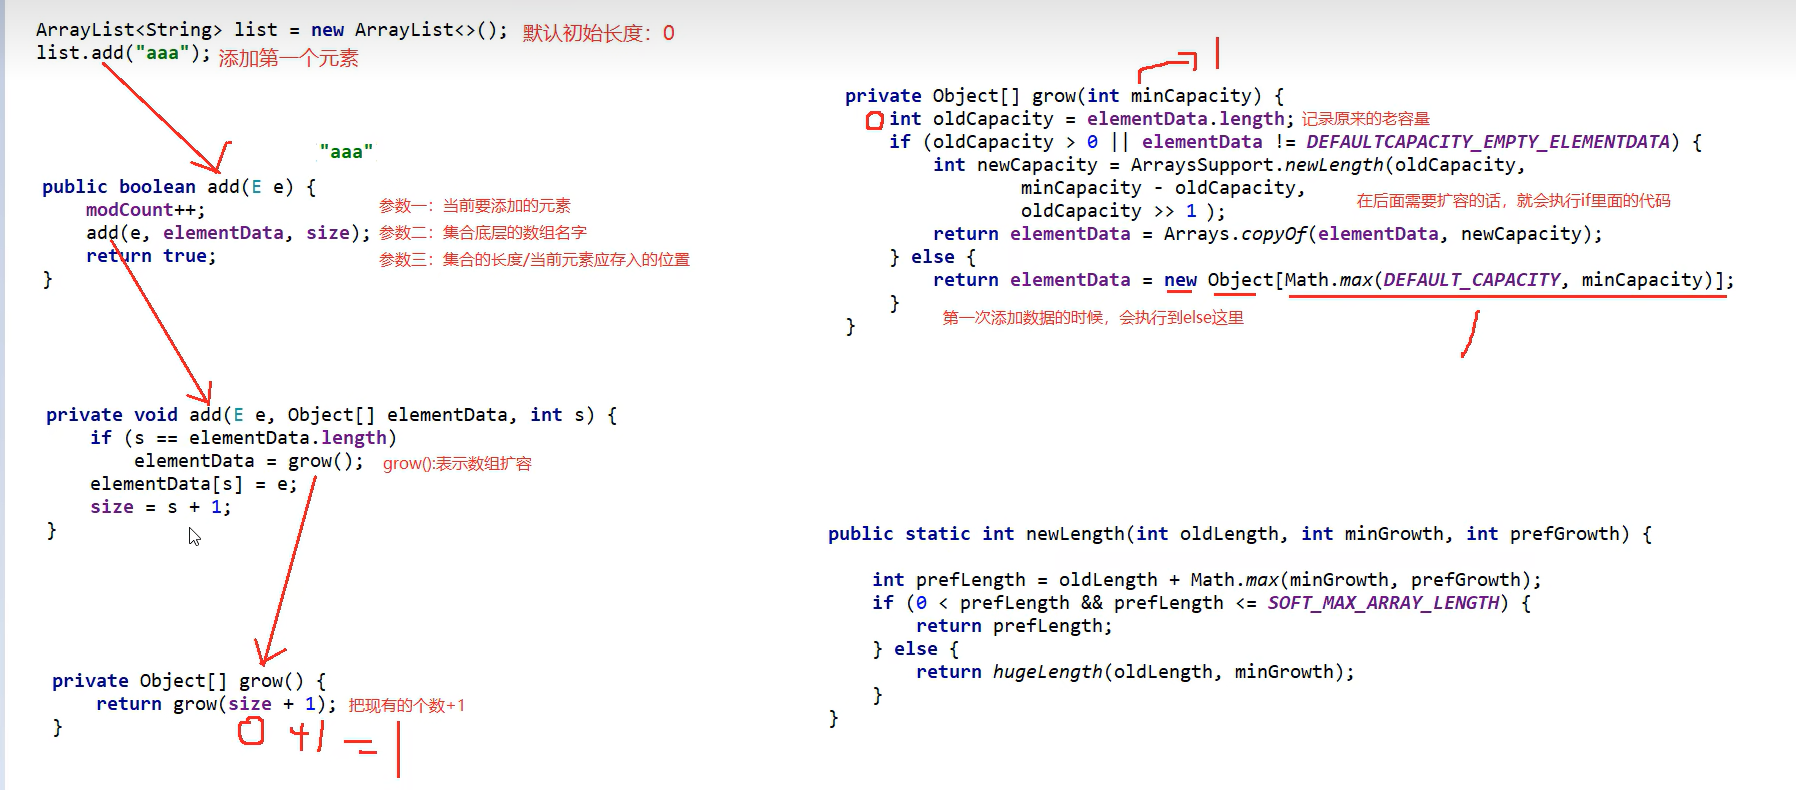 ArrayList<String> list = new ArrayList<>(); 默认初始长度：0
list.add("aaa"); 添加第一个元素
"aaa"
public boolean add(E e) {
    modCount++; 参数一：当前要添加的元素
    add(e, elementData, size); 参数二：集合底层的数组名字
    return true; 参数三：集合的长度/当前元素应存入的位置
}
private void add(E e, Object[] elementData, int s) {
    if (s == elementData.length)
        elementData = grow(); grow():表示数组扩容
    elementData[s] = e;
    size = s + 1;
}
private Object[] grow() {
    return grow(size + 1); 把现有的个数+1
}
0 +1 = 1
1
private Object[] grow(int minCapacity) {
    0 int oldCapacity = elementData.length; 记录原来的老容量
    if (oldCapacity > 0 || elementData != DEFAULTCAPACITY_EMPTY_ELEMENTDATA) {
        int newCapacity = ArraysSupport.newLength(oldCapacity,
                minCapacity - oldCapacity,
                oldCapacity >> 1 ); 在后面需要扩容的话，就会执行if里面的代码
        return elementData = Arrays.copyOf(elementData, newCapacity);
    } else {
        return elementData = new Object[Math.max(DEFAULT_CAPACITY, minCapacity)];
    }
第一次添加数据的时候，会执行到else这里
}
public static int newLength(int oldLength, int minGrowth, int prefGrowth) {
    int prefLength = oldLength + Math.max(minGrowth, prefGrowth);
    if (0 < prefLength && prefLength <= SOFT_MAX_ARRAY_LENGTH) {
        return prefLength;
    } else {
        return hugeLength(oldLength, minGrowth);
    }
}